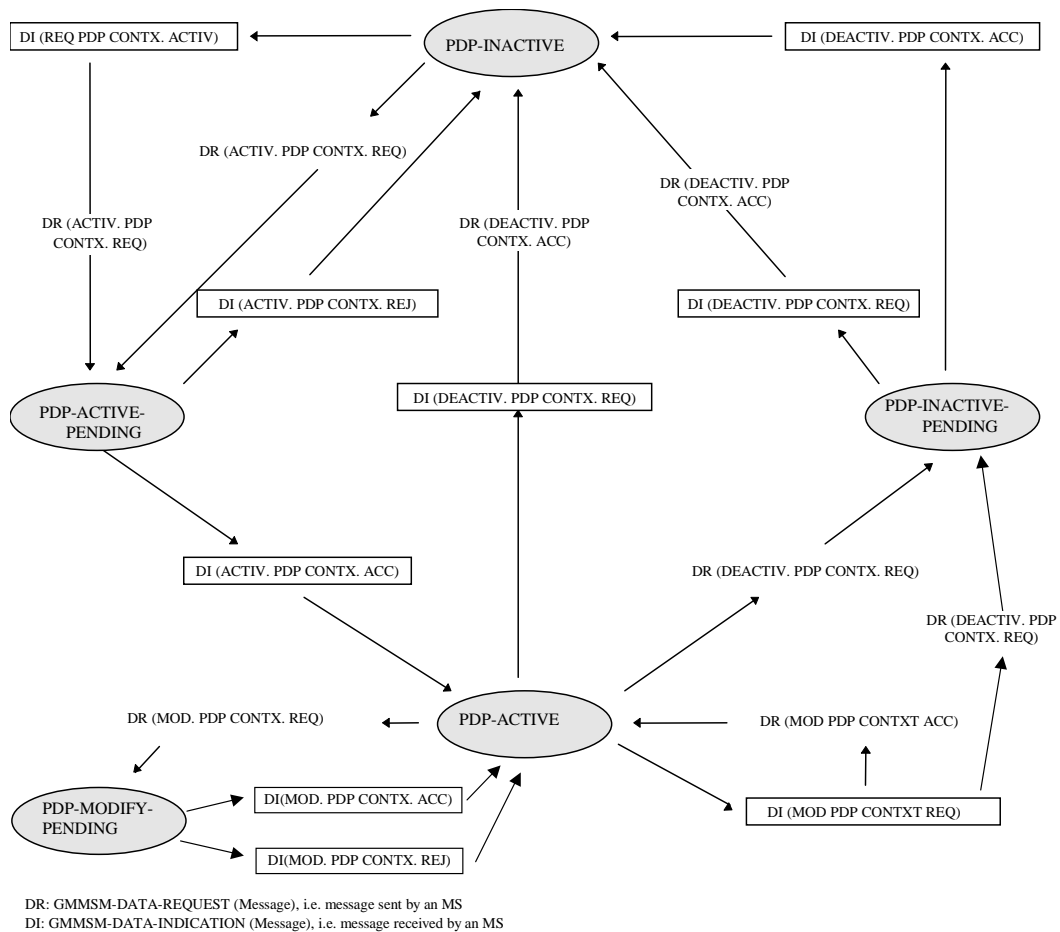 DI (REQ PDP CONTX. ACTIV)
PDP-INACTIVE
DI (DEACTIV. PDP CONTX. ACC)
DR (ACTIV. PDP CONTX. REQ)
DR (DEACTIV. PDP
CONTX. ACC)
DR (ACTIV. PDP
CONTX. REQ)
DR (DEACTIV. PDP
CONTX. ACC)
DI (ACTIV. PDP CONTX. REJ)
DI (DEACTIV. PDP CONTX. REQ)
DI (DEACTIV. PDP CONTX. REQ)
PDP-ACTIVE-
PENDING
PDP-INACTIVE-
PENDING
DI (ACTIV. PDP CONTX. ACC)
DR (DEACTIV. PDP CONTX. REQ)
DR (DEACTIV. PDP
CONTX. REQ)
DR (MOD. PDP CONTX. REQ)
PDP-ACTIVE
DR (MOD PDP CONTXT ACC)
PDP-MODIFY-
PENDING
DI(MOD. PDP CONTX. ACC)
DI (MOD PDP CONTXT REQ)
DI(MOD. PDP CONTX. REJ)
DR: GMMSM-DATA-REQUEST (Message), i.e. message sent by an MS
DI: GMMSM-DATA-INDICATION (Message), i.e. message received by an MS